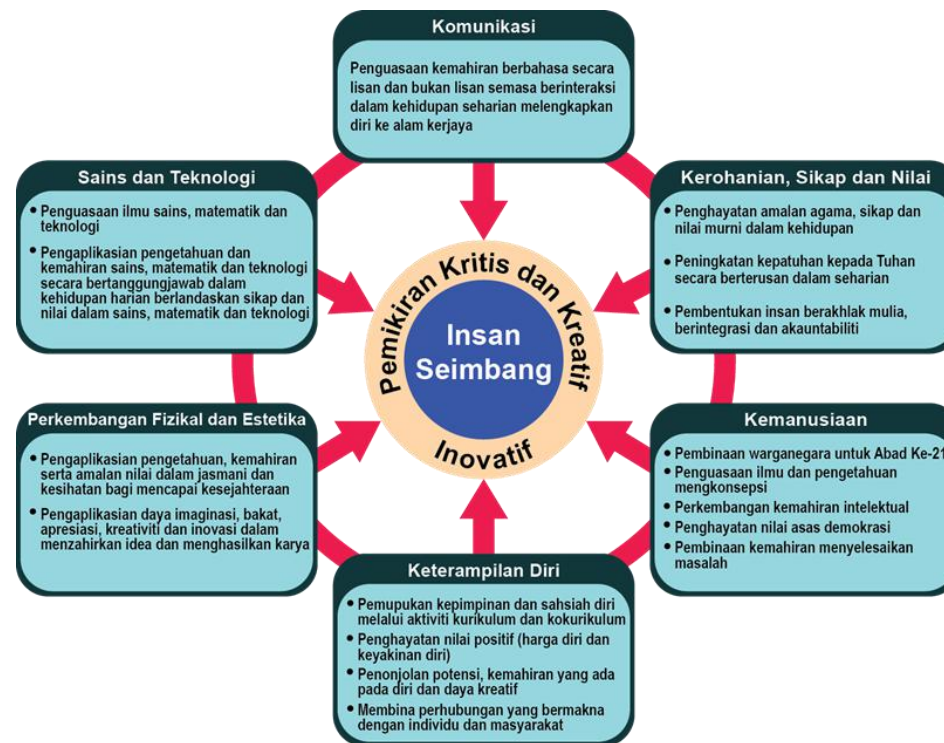 Komunikasi
Penguasaan kemahiran berbahasa secara
lisan dan bukan lisan semasa berinteraksi
dalam kehidupan seharian melengkapkan
diri ke alam kerjaya
Sains dan Teknologi
• Penguasaan ilmu sains, matematik dan
teknologi
• Pengaplikasian pengetahuan dan
kemahiran sains, matematik dan teknologi
secara bertanggungjawab dalam
kehidupan harian berlandaskan sikap dan
nilai dalam sains, matematik dan teknologi
Kerohanian, Sikap dan Nilai
• Penghayatan amalan agama, sikap dan
nilai murni dalam kehidupan
• Peningkatan kepatuhan kepada Tuhan
secara berterusan dalam seharian
• Pembentukan insan berakhlak mulia,
berintegrasi dan akauntabiliti
Pemikiran Kritis dan Kreatif
Insan
Seimbang
Inovatif
Perkembangan Fizikal dan Estetika
• Pengaplikasian pengetahuan, kemahiran
serta amalan nilai dalam jasmani dan
kesihatan bagi mencapai kesejahteraan
• Pengaplikasian daya imaginasi, bakat,
apresiasi, kreativiti dan inovasi dalam
menzahirkan idea dan menghasilkan karya
Kemanusiaan
• Pembinaan warganegara untuk Abad Ke-21
• Penguasaan ilmu dan pengetahuan
mengkonsepsi
• Perkembangan kemahiran intelektual
• Penghayatan nilai asas demokrasi
• Pembinaan kemahiran menyelesaikan
masalah
Keterampilan Diri
• Pemupukan kepimpinan dan sahsiah diri
melalui aktiviti kurikulum dan kokurikulum
• Penghayatan nilai positif (harga diri dan
keyakinan diri)
• Penonjolan potensi, kemahiran yang ada
pada diri dan daya kreatif
• Membina perhubungan yang bermakna
dengan individu dan masyarakat